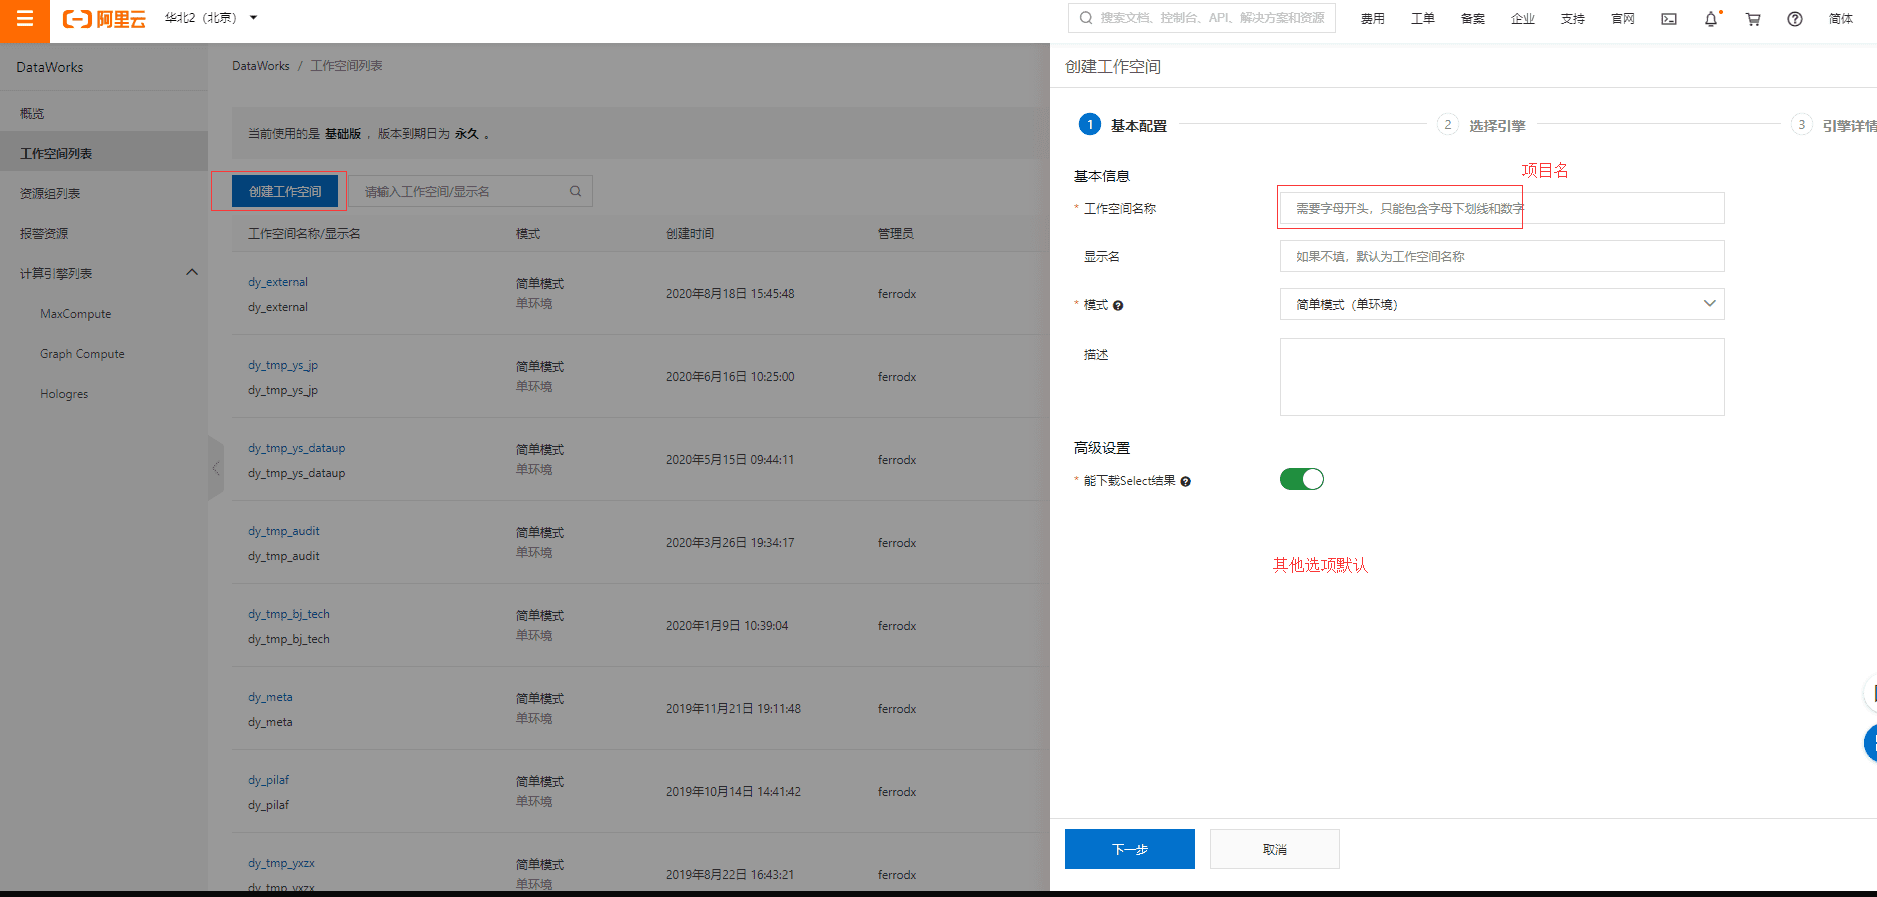 阿里云
华北2（北京）
搜索文档、控制台、API、解决方案和资源
费用
工单
备案
企业
支持
官网
简体
DataWorks
概览
工作空间列表
资源组列表
报警资源
计算引擎列表
MaxCompute
Graph Compute
Hologres
DataWorks / 工作空间列表
当前使用的是 基础版 ，版本到期日为 永久 。
创建工作空间
请输入工作空间/显示名
工作空间名称/显示名
模式
创建时间
管理员
dy_external
dy_external
简单模式
单环境
2020年8月18日 15:45:48
ferrodx
dy_tmp_ys_jp
dy_tmp_ys_jp
简单模式
单环境
2020年6月16日 10:25:00
ferrodx
dy_tmp_ys_dataup
dy_tmp_ys_dataup
简单模式
单环境
2020年5月15日 09:44:11
ferrodx
dy_tmp_audit
dy_tmp_audit
简单模式
单环境
2020年3月26日 19:34:17
ferrodx
dy_tmp_bj_tech
dy_tmp_bj_tech
简单模式
单环境
2020年1月9日 10:39:04
ferrodx
dy_meta
dy_meta
简单模式
单环境
2019年11月21日 19:11:48
ferrodx
dy_pilaf
dy_pilaf
简单模式
单环境
2019年10月14日 14:41:42
ferrodx
dy_tmp_yxzx
dy_tmp_yxzx
简单模式
单环境
2019年8月22日 16:43:21
ferrodx
创建工作空间
1 基本配置
2 选择引擎
3 引擎详情
基本信息
项目名
* 工作空间名称
需要字母开头，只能包含字母下划线和数字
显示名
如果不填，默认为工作空间名称
* 模式
简单模式（单环境）
描述
高级设置
* 能下载Select结果
其他选项默认
下一步
取消